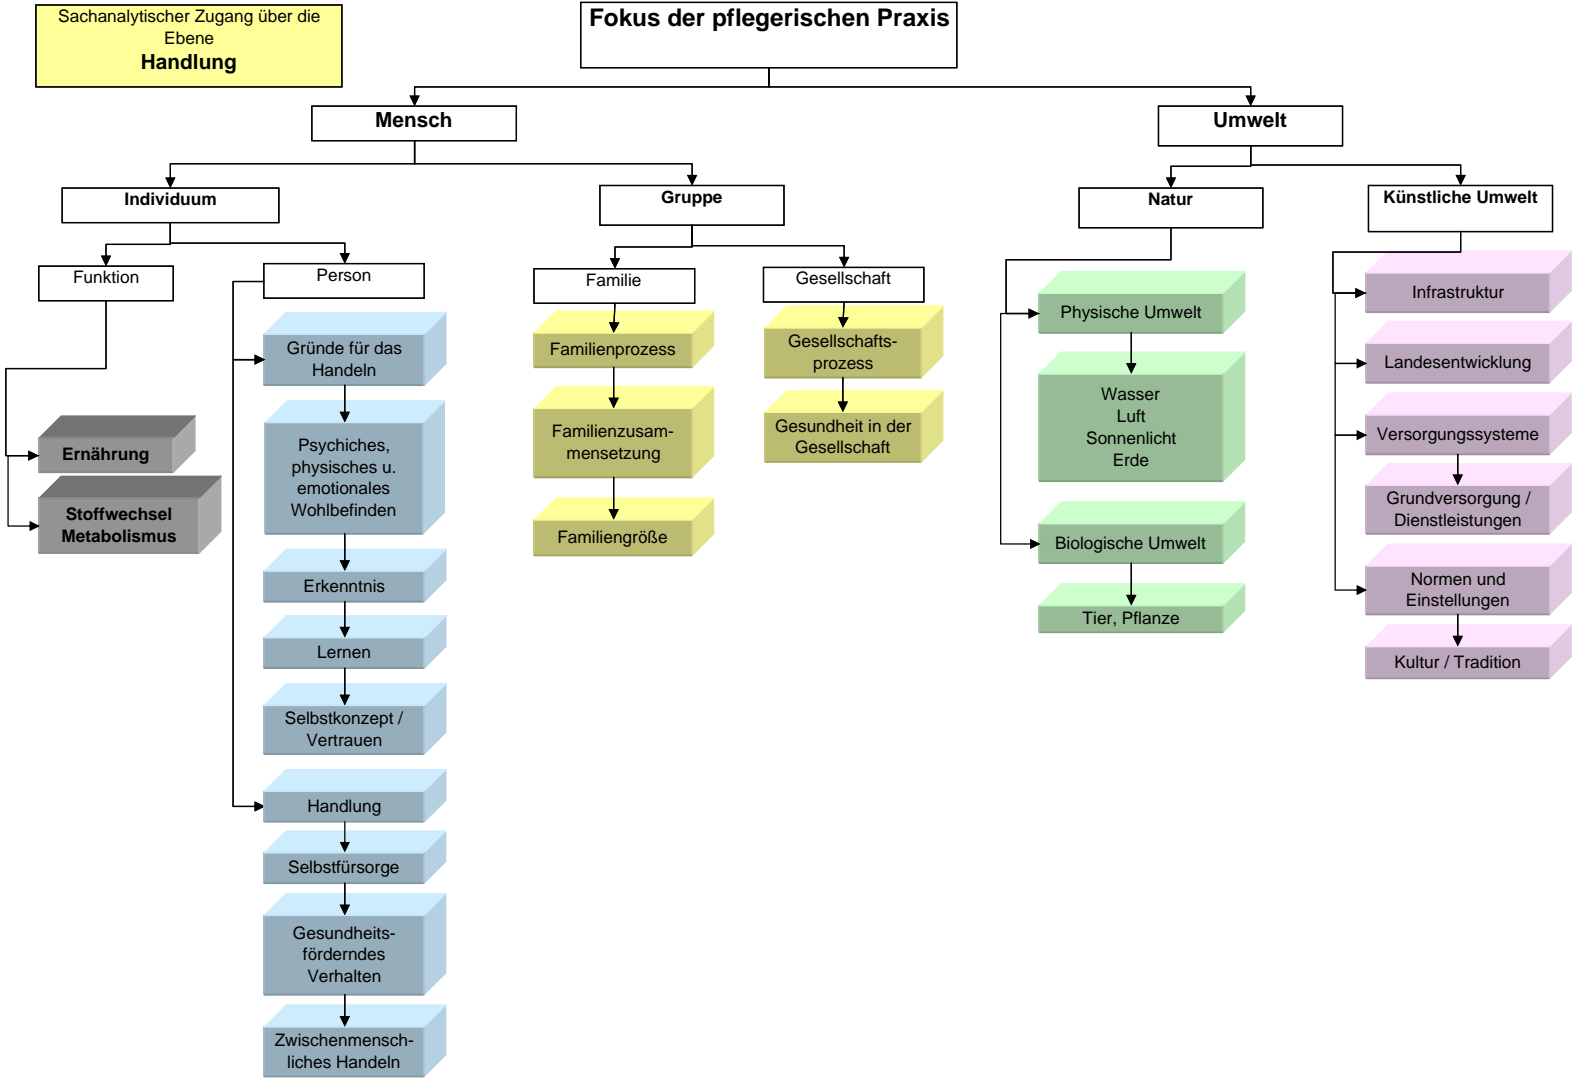 Sachanalytischer Zugang über die
Ebene
Handlung
Fokus der pflegerischen Praxis
Mensch
Umwelt
Individuum
Gruppe
Natur
Künstliche Umwelt
Funktion
Person
Familie
Gesellschaft
Ernährung
Stoffwechsel
Metabolismus
Gründe für das
Handeln
Psychiches,
physisches u.
emotionales
Wohlbefinden
Erkenntnis
Lernen
Selbstkonzept /
Vertrauen
Handlung
Selbstfürsorge
Gesundheits-
förderndes
Verhalten
Zwischenmensch-
liches Handeln
Familienprozess
Familienzusam-
mensetzung
Familiengröße
Gesellschafts-
prozess
Gesundheit in der
Gesellschaft
Physische Umwelt
Wasser
Luft
Sonnenlicht
Erde
Biologische Umwelt
Tier, Pflanze
Infrastruktur
Landesentwicklung
Versorgungssysteme
Grundversorgung /
Dienstleistungen
Normen und
Einstellungen
Kultur / Tradition